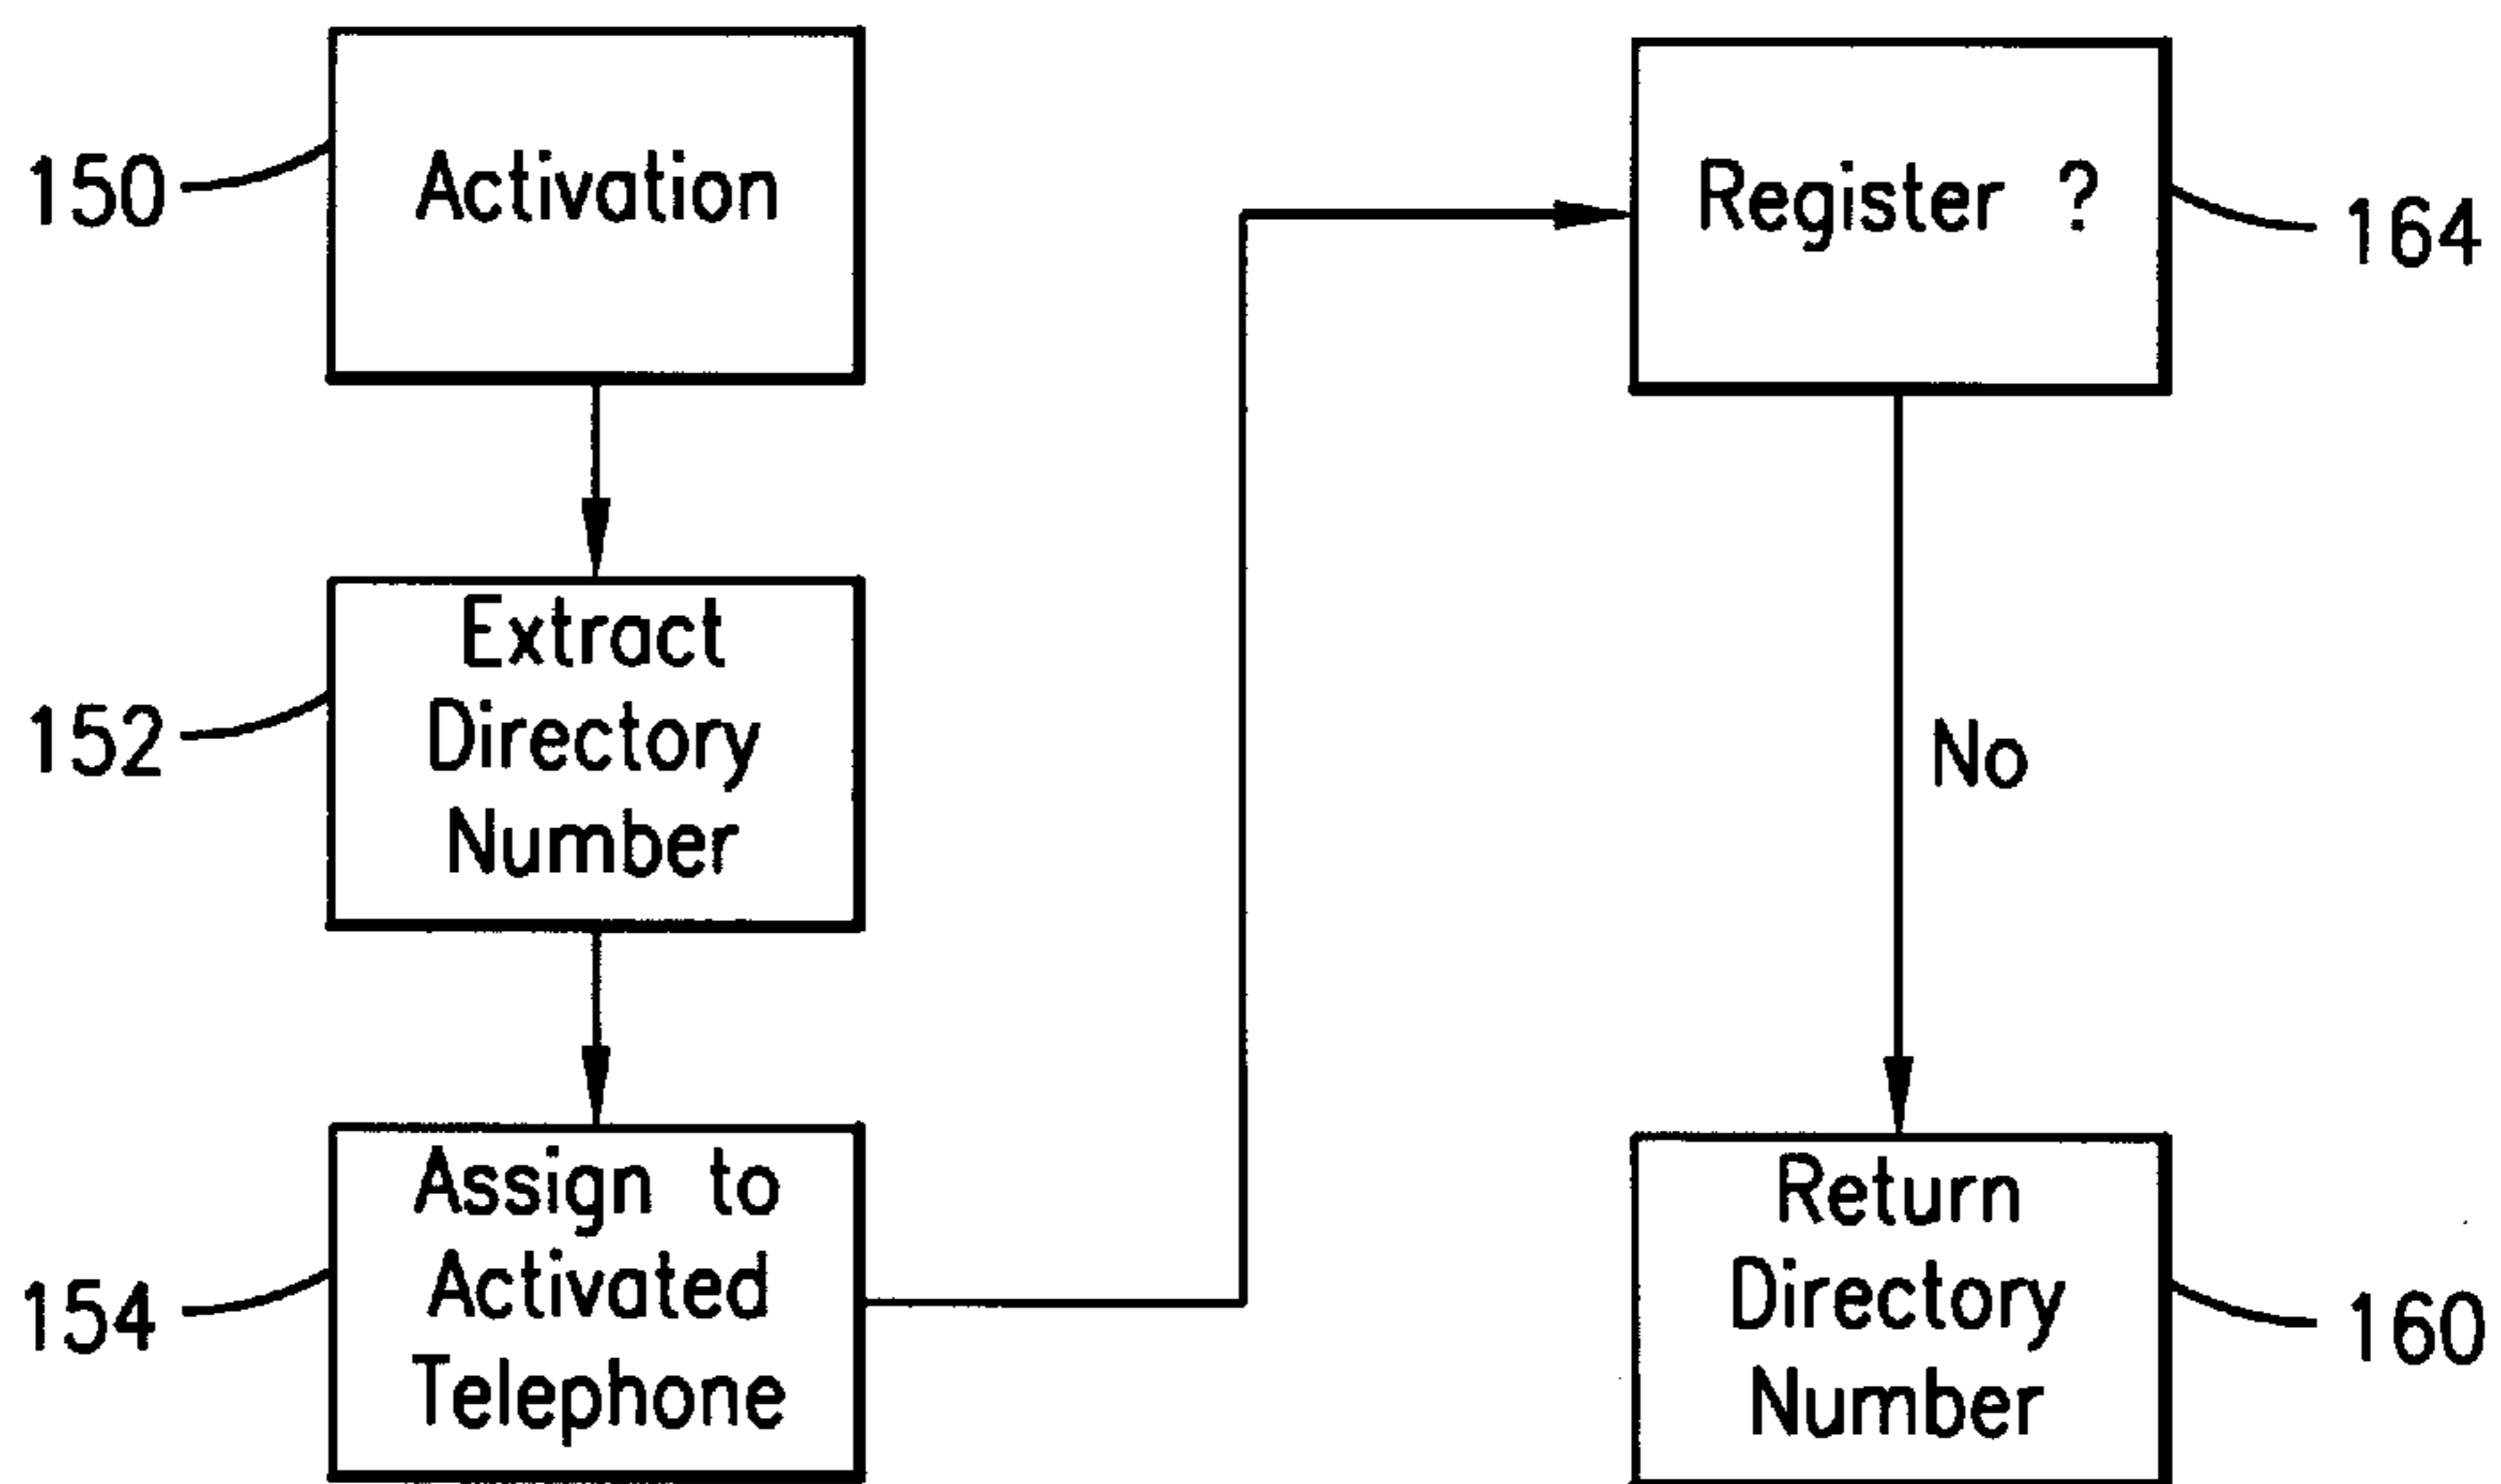 150
Activation
152
Extract
Directory
Number
154
Assign to
Activated
Telephone
Register ?
164
No
Return
Directory
Number
160